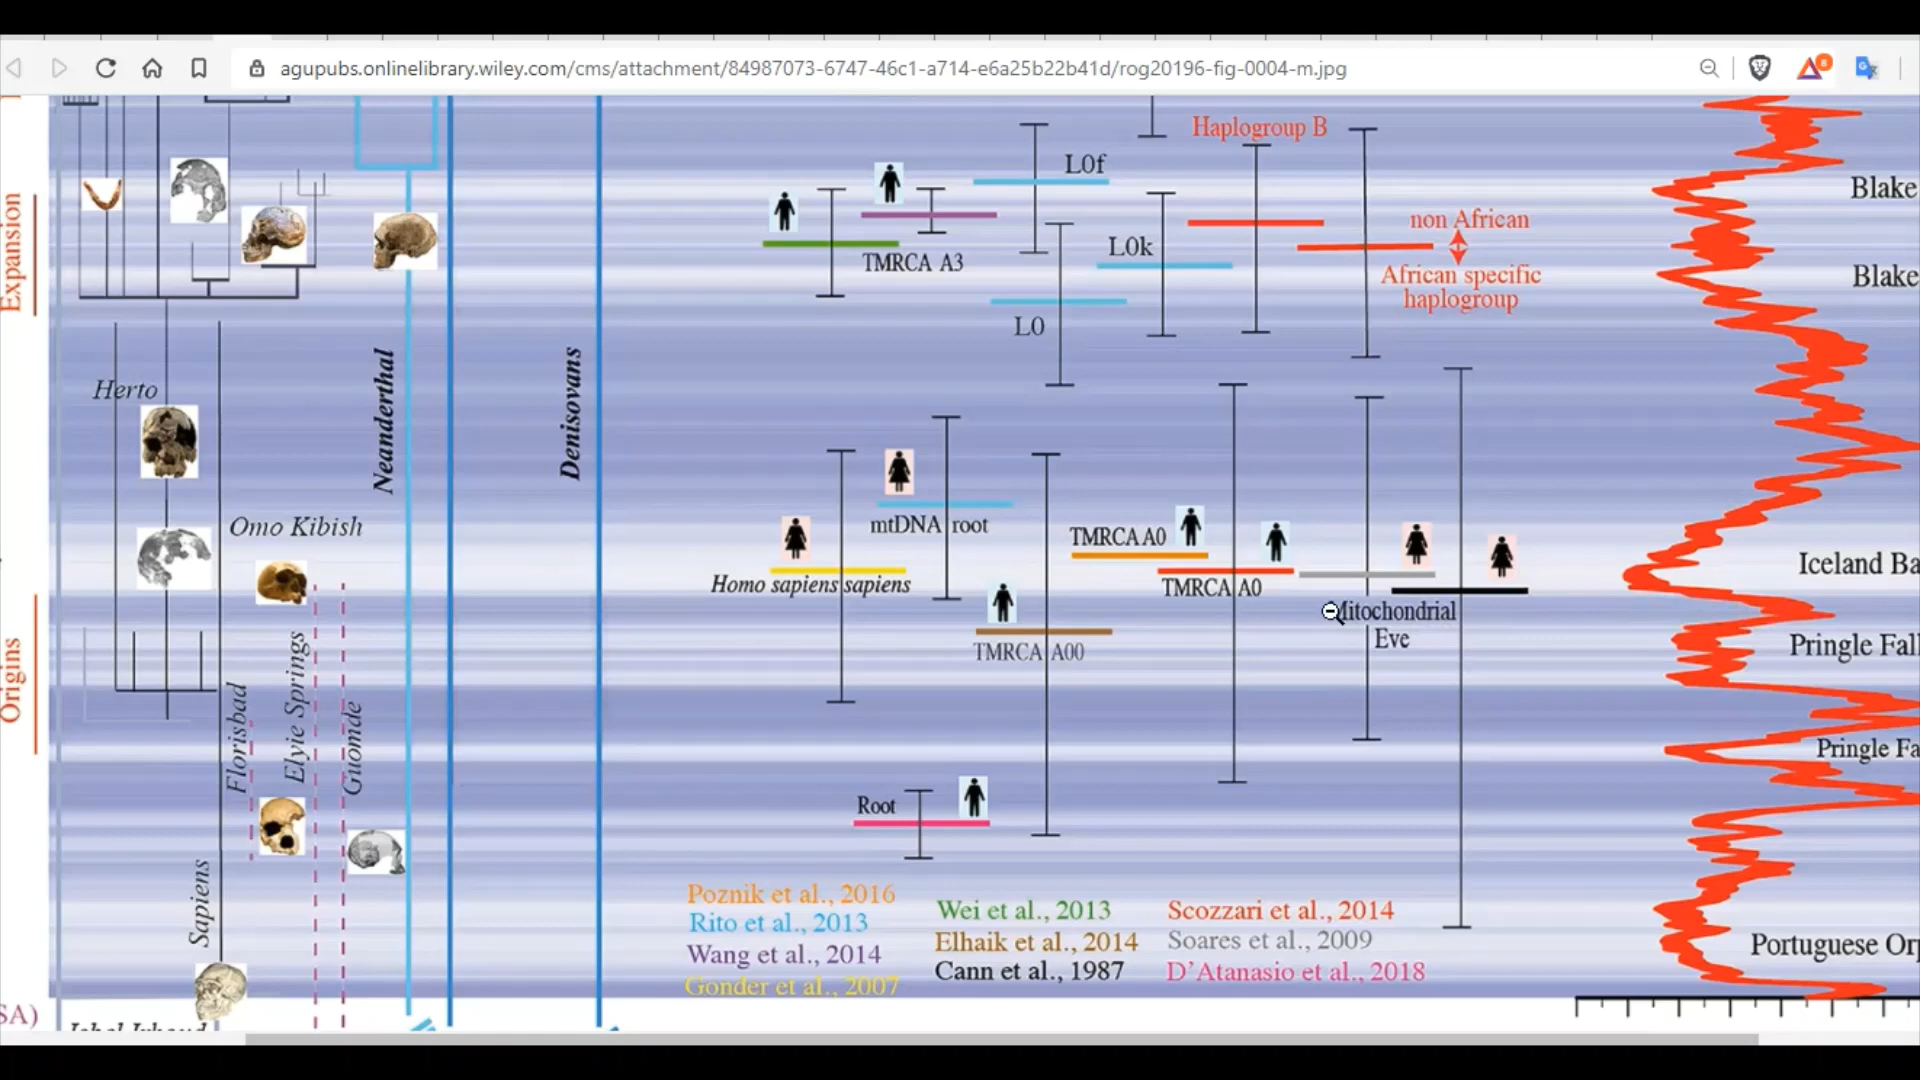 agupubs.onlinelibrary.wiley.com/cms/attachment/84987073-6747-46c1-a714-e6a25b22b41d/rog20196-fig-0004-m.jpg
8
Haplogroup B
L0f
Blake
Expansion
non African
L0k
TMRCA A3
African specific
haplogroup
Blake
L0
Herto
Neanderthal
Denisovans
Omo Kibish
mtDNA root
TMRCA A0
Iceland Ba
Homo sapiens sapiens
TMRCA A0
Mitochondrial
Eve
Origins
TMRCA A00
Pringle Fall
Florisbad
Elyie Springs
Guomde
Pringle Fa
Root
Sapiens
Poznik et al., 2016
Rito et al., 2013
Wang et al., 2014
Gonder et al., 2007
Wei et al., 2013
Elhaik et al., 2014
Cann et al., 1987
Scozzari et al., 2014
Soares et al., 2009
D'Atanasio et al., 2018
Portuguese Or
SA)